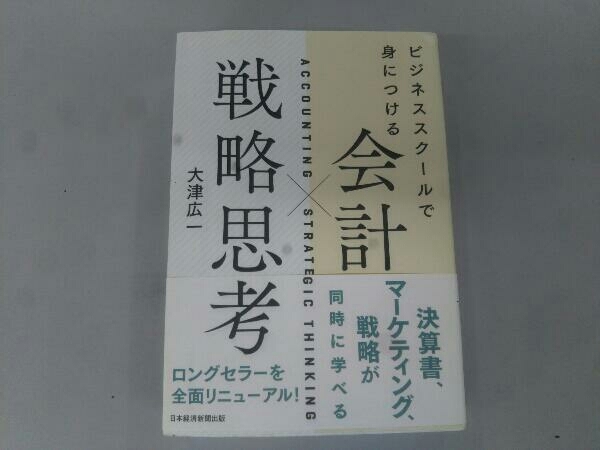 ビジネススクールで
身につける
会計
×
戦略思考
ACCOUNTING × STRATEGIC THINKING
大津広一
決算書、
マーケティング、
戦略が
同時に学べる
ロングセラーを
全面リニューアル!
日本経済新聞出版